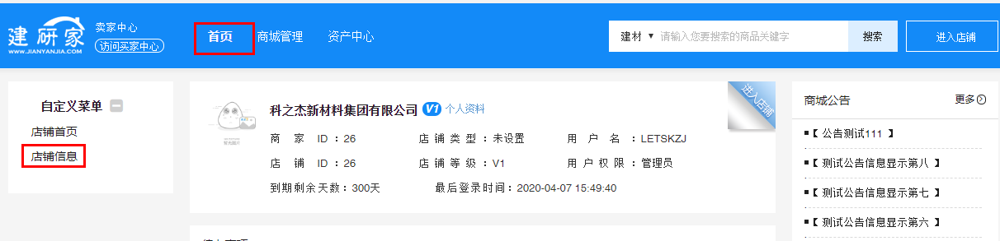 建研家
WWW.JIANYANJIA.COM
卖家中心
访问买家中心
首页 商城管理 资产中心
建材 ▼ 请输入您要搜索的商品关键字 搜索
进入店铺
自定义菜单
店铺首页
店铺信息
暂无图片
科之杰新材料集团有限公司 V1 个人资料
商家ID：26 店铺类型：未设置 用户名：LETSKZJ
店铺ID：26 店铺等级：V1 用户权限：管理员
到期剩余天数：300天 最后登录时间：2020-04-07 15:49:40
进入店铺
商城公告 更多
【 公告测试111 】
【 测试公告信息显示第八 】
【 测试公告信息显示第七 】
【 测试公告信息显示第六 】